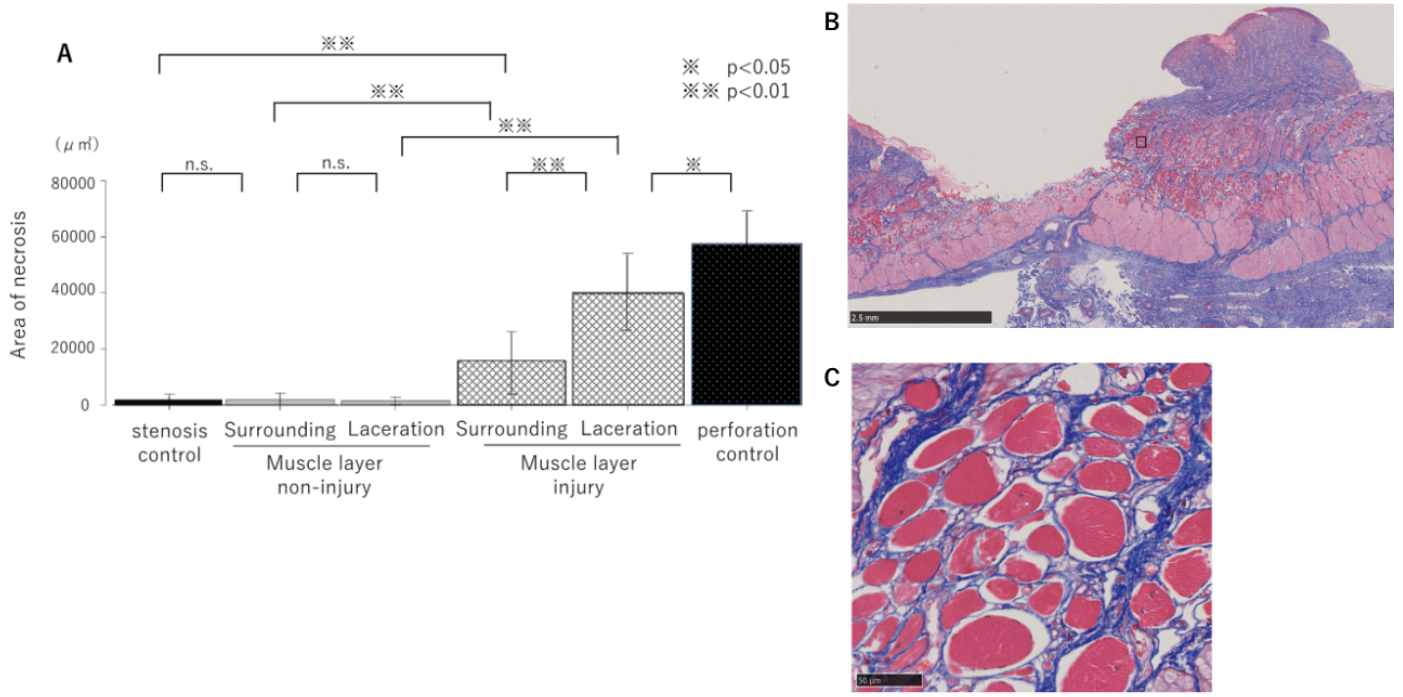 A
※※
※ p<0.05
※※ p<0.01
※※
※※
(μ㎡)
n.s.
n.s.
※※
※
80000
60000
40000
20000
0
Area of necrosis
stenosis
control
Surrounding
Laceration
Muscle layer
non-injury
Surrounding
Laceration
Muscle layer
injury
perforation
control
B
2.5 mm
C
50 μm